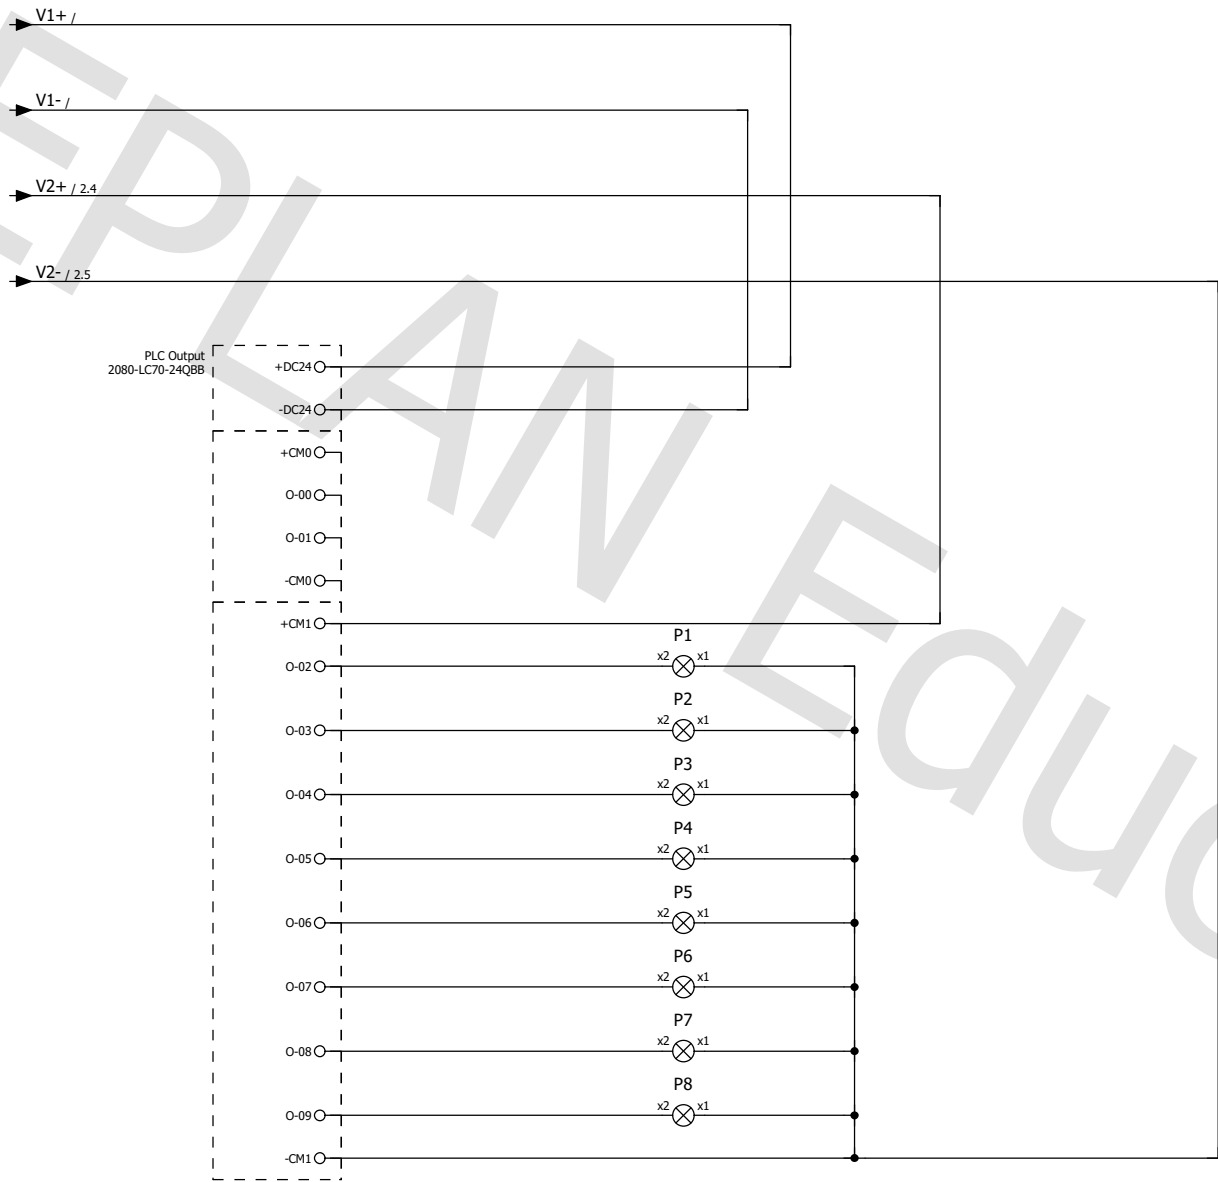 V1+ /
V1- /
V2+ / 2.4
V2- / 2.5
PLC Output
2080-LC70-24QBB
+DC24
-DC24
+CM0
O-00
O-01
-CM0
+CM1
P1
O-02 x2 x1
P2
O-03 x2 x1
P3
O-04 x2 x1
P4
O-05 x2 x1
P5
O-06 x2 x1
P6
O-07 x2 x1
P7
O-08 x2 x1
P8
O-09 x2 x1
-CM1
EPLAN Educ